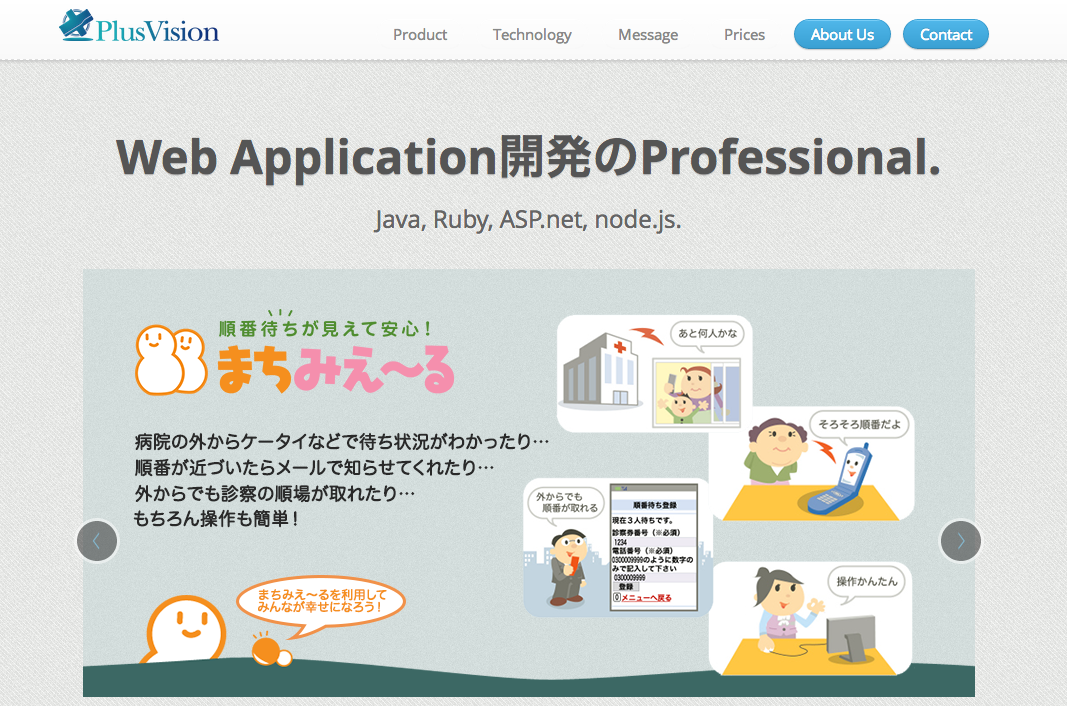 PlusVision
Product
Technology
Message
Prices
About Us
Contact
Web Application開発のProfessional.
Java, Ruby, ASP.net, node.js.
順番待ちが見えて安心！
まちみえ〜る
病院の外からケータイなどで待ち状況がわかったり…
順番が近づいたらメールで知らせてくれたり…
外からでも診察の順場が取れたり…
もちろん操作も簡単！
まちみえ〜るを利用して
みんなが幸せになろう！
あと何人かな
そろそろ順番だよ
外からでも
順番が取れる
順番待ち登録
現在３人待ちです。
診察券番号（※必須）
1234
電話番号（※必須）
0300009999のように数字の
みで記入して下さい
0300009999
登録
0メニューへ戻る
操作かんたん